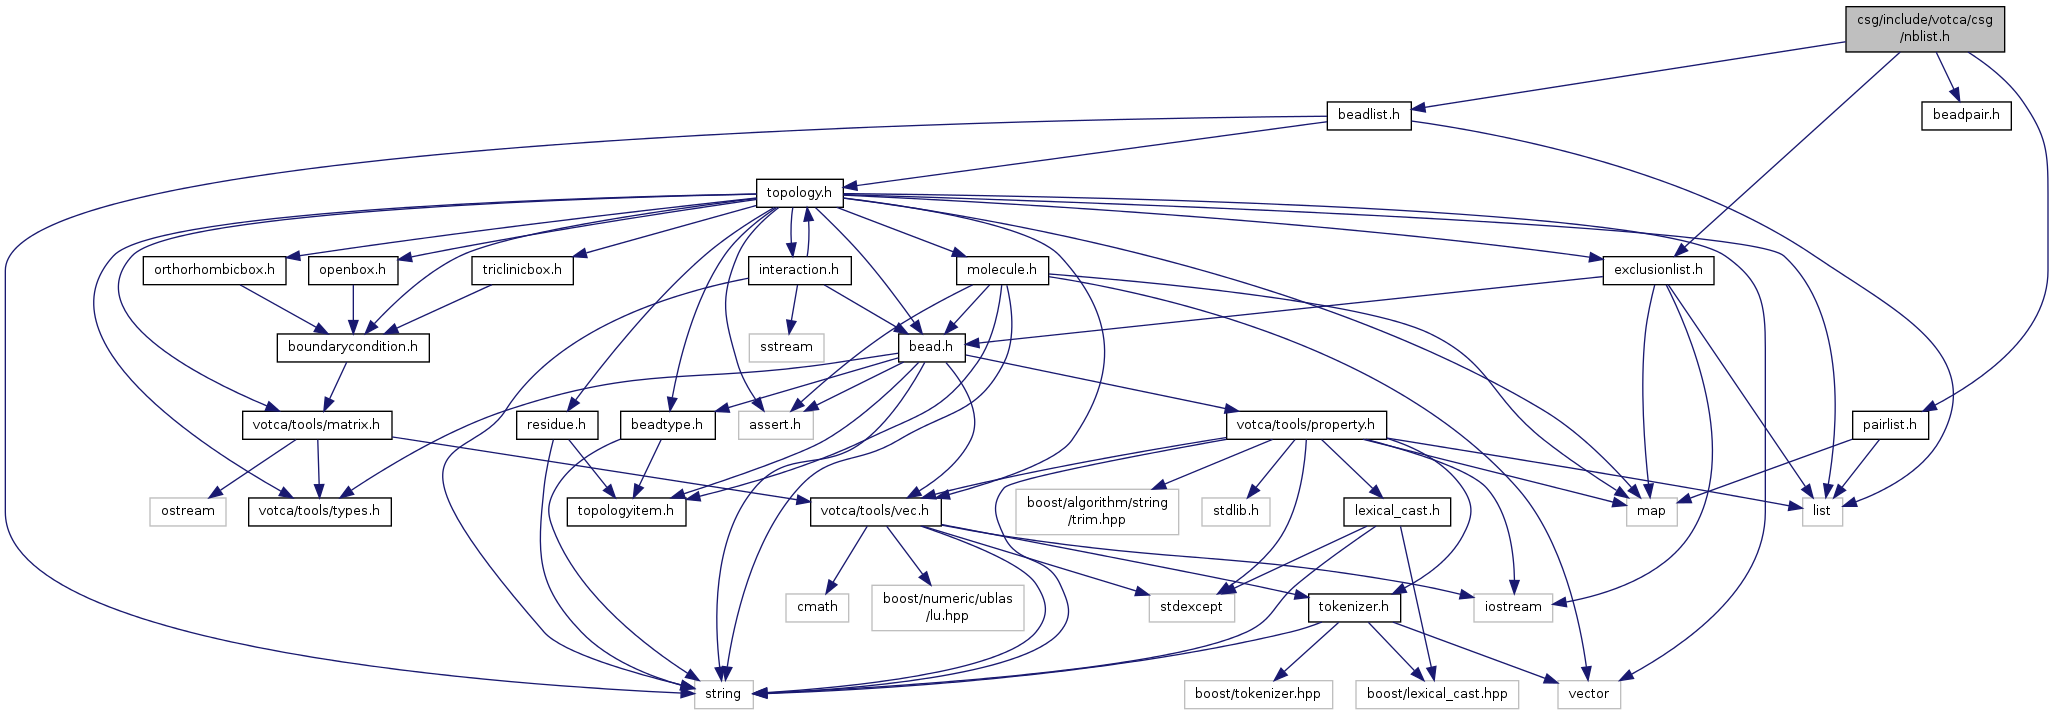 csg/include/votca/csg
/nblist.h
beadlist.h
beadpair.h
topology.h
orthorhombicbox.h
openbox.h
triclinicbox.h
interaction.h
molecule.h
exclusionlist.h
boundarycondition.h
sstream
bead.h
votca/tools/matrix.h
residue.h
beadtype.h
assert.h
votca/tools/property.h
pairlist.h
ostream
votca/tools/types.h
topologyitem.h
votca/tools/vec.h
boost/algorithm/string
/trim.hpp
stdlib.h
lexical_cast.h
map
list
cmath
boost/numeric/ublas
/lu.hpp
stdexcept
tokenizer.h
iostream
string
boost/tokenizer.hpp
boost/lexical_cast.hpp
vector